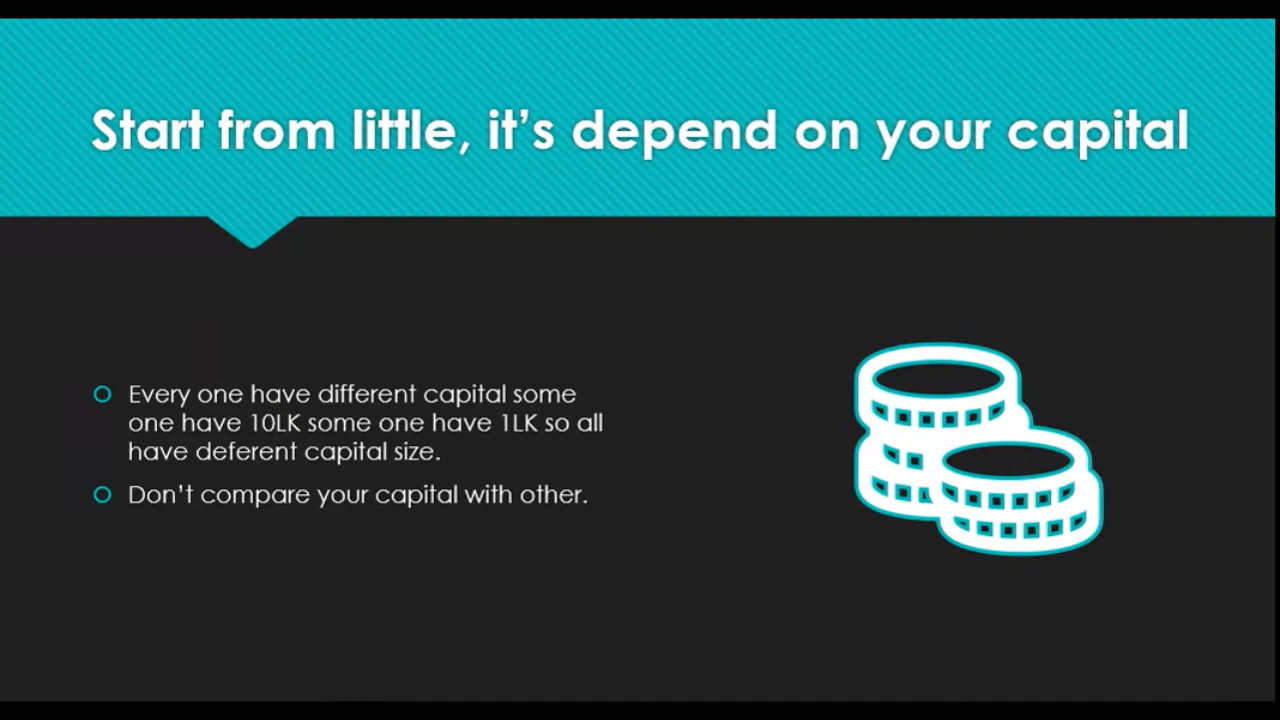 Start from little, it's depend on your capital
Every one have different capital some
one have 10LK some one have 1LK so all
have deferent capital size.
Don't compare your capital with other.